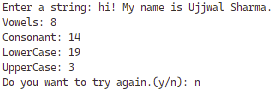 Enter a string: hi! My name is Ujjwal Sharma.
Vowels: 8
Consonant: 14
LowerCase: 19
UpperCase: 3
Do you want to try again.(y/n): n